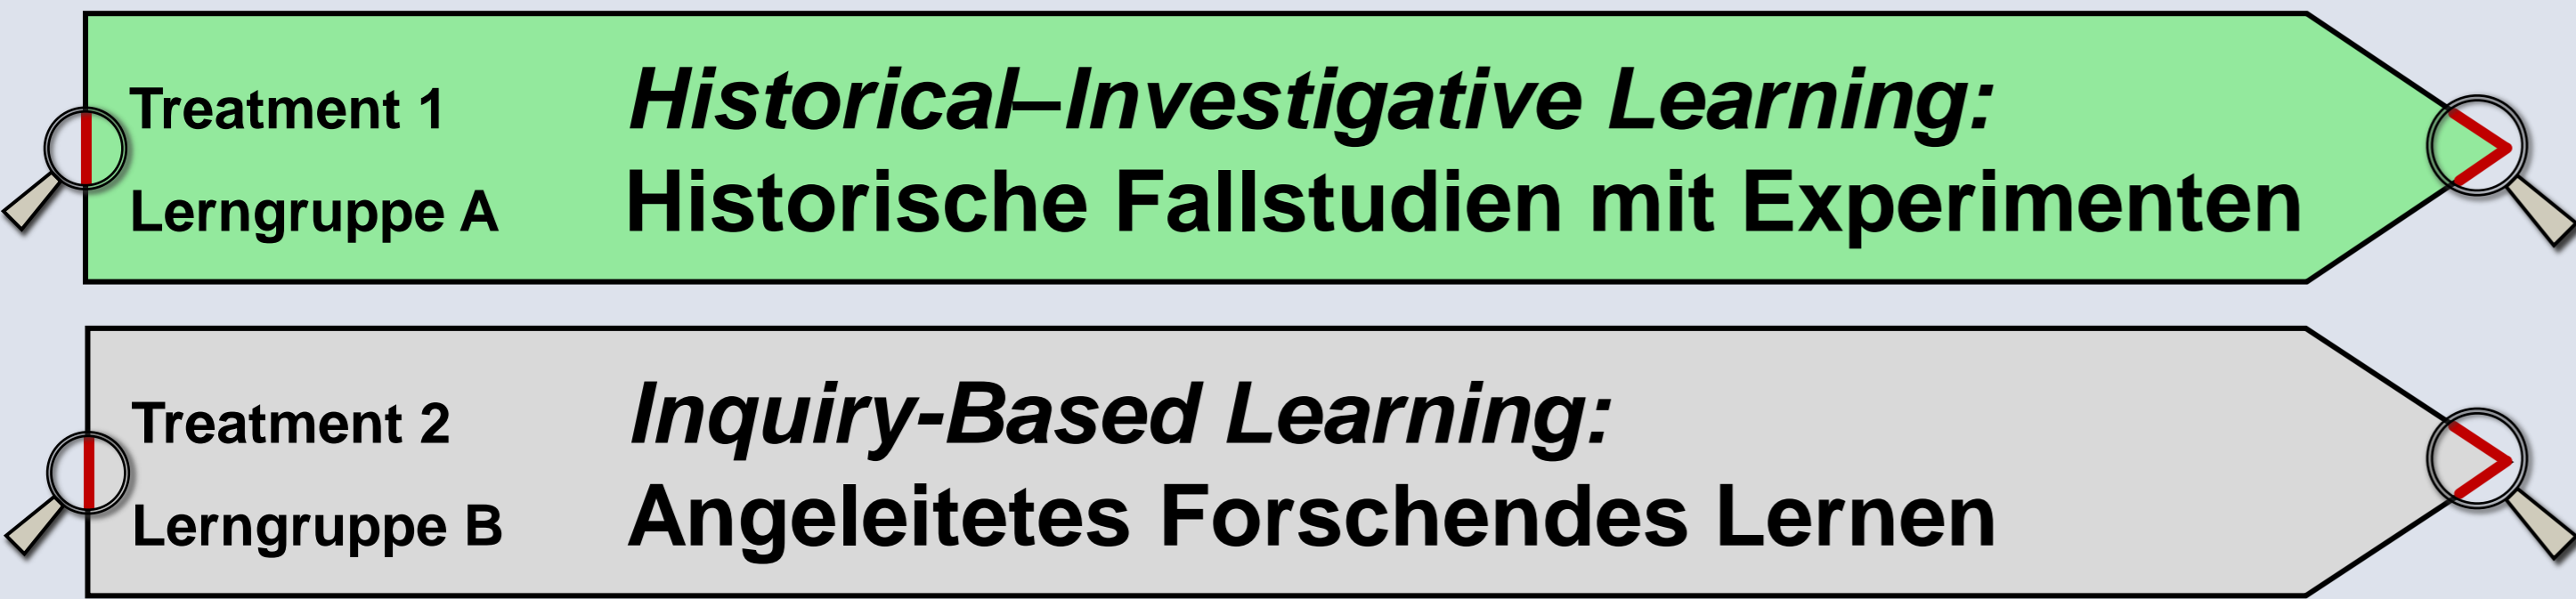 Treatment 1
Historical–Investigative Learning:
Lerngruppe A
Historische Fallstudien mit Experimenten
Treatment 2
Inquiry-Based Learning:
Lerngruppe B
Angeleitetes Forschendes Lernen